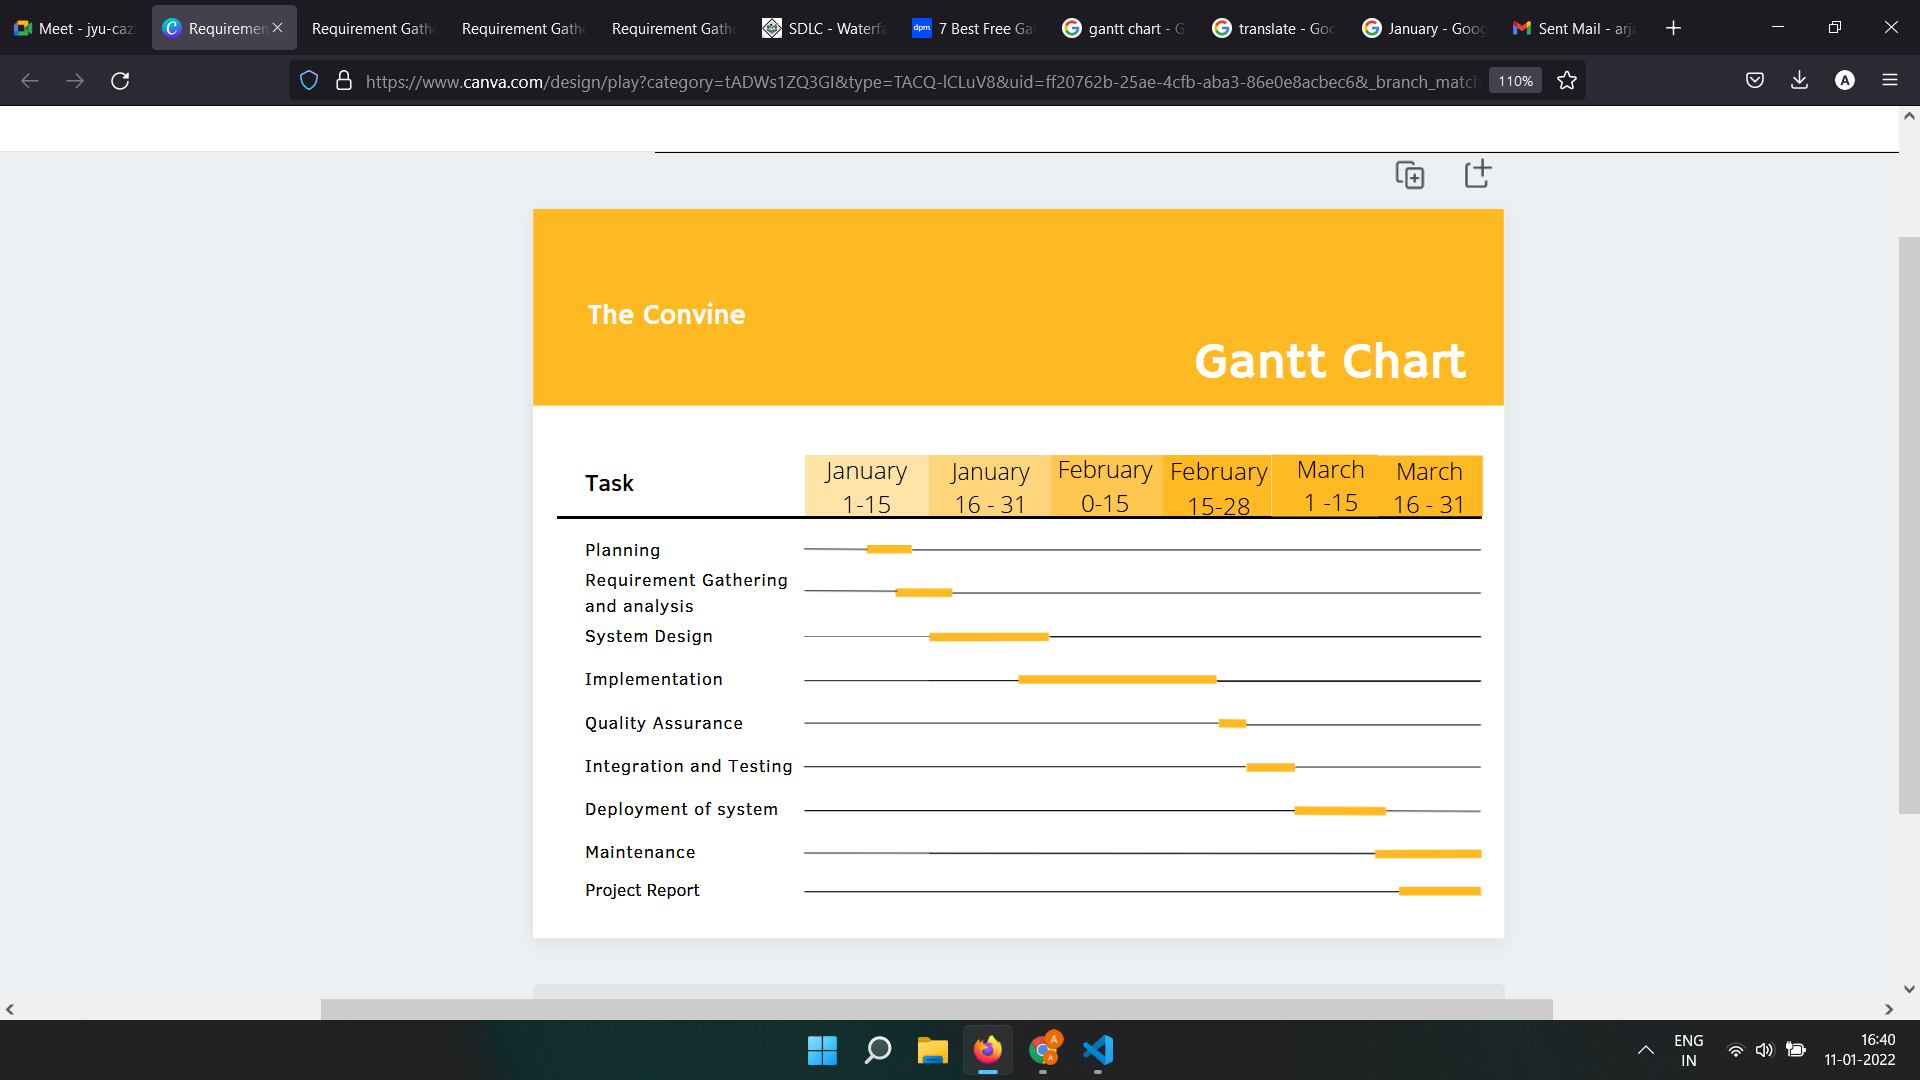 Meet - jyu-caz
Requiremen
Requirement Gath
Requirement Gath
Requirement Gath
SDLC - Waterfa
dpm
7 Best Free Ga
gantt chart - G
translate - Goo
January - Goog
Sent Mail - arja
https://www.canva.com/design/play?category=tADWs1ZQ3GI&type=TACQ-lCLuV8&uid=ff20762b-25ae-4cfb-aba3-86e0e8acbec6&_branch_match
110%
A
The Convine
Gantt Chart
Task
January
1-15
January
16 - 31
February
0-15
February
15-28
March
1 -15
March
16 - 31
Planning
Requirement Gathering
and analysis
System Design
Implementation
Quality Assurance
Integration and Testing
Deployment of system
Maintenance
Project Report
A
A
ENG
IN
16:40
11-01-2022